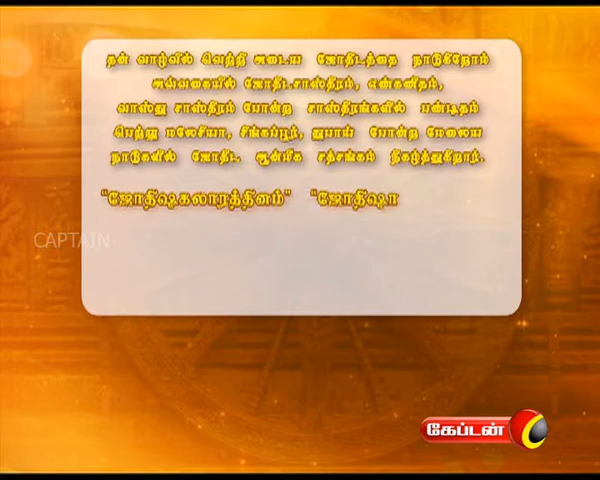 தன் வாழ்வில் வெற்றி அடைய ஜோதிடத்தை நாடுகிறோம்
அவ்வகையில் ஜோதிடசாஸ்திரம், எண்கணிதம்,
வாஸ்து சாஸ்திரம் போன்ற சாஸ்திரங்களில் பண்டிதம்
பெற்று மலேசியா, சிங்கப்பூர், துபாய் போன்ற மேலைய
நாடுகளில் ஜோதிட ஆன்மீக சத்சங்கம் நிகழ்த்துகிறார்.
"ஜோதிஷகலாரத்தினம்" "ஜோதிஷா
CAPTAIN
கேப்டன்